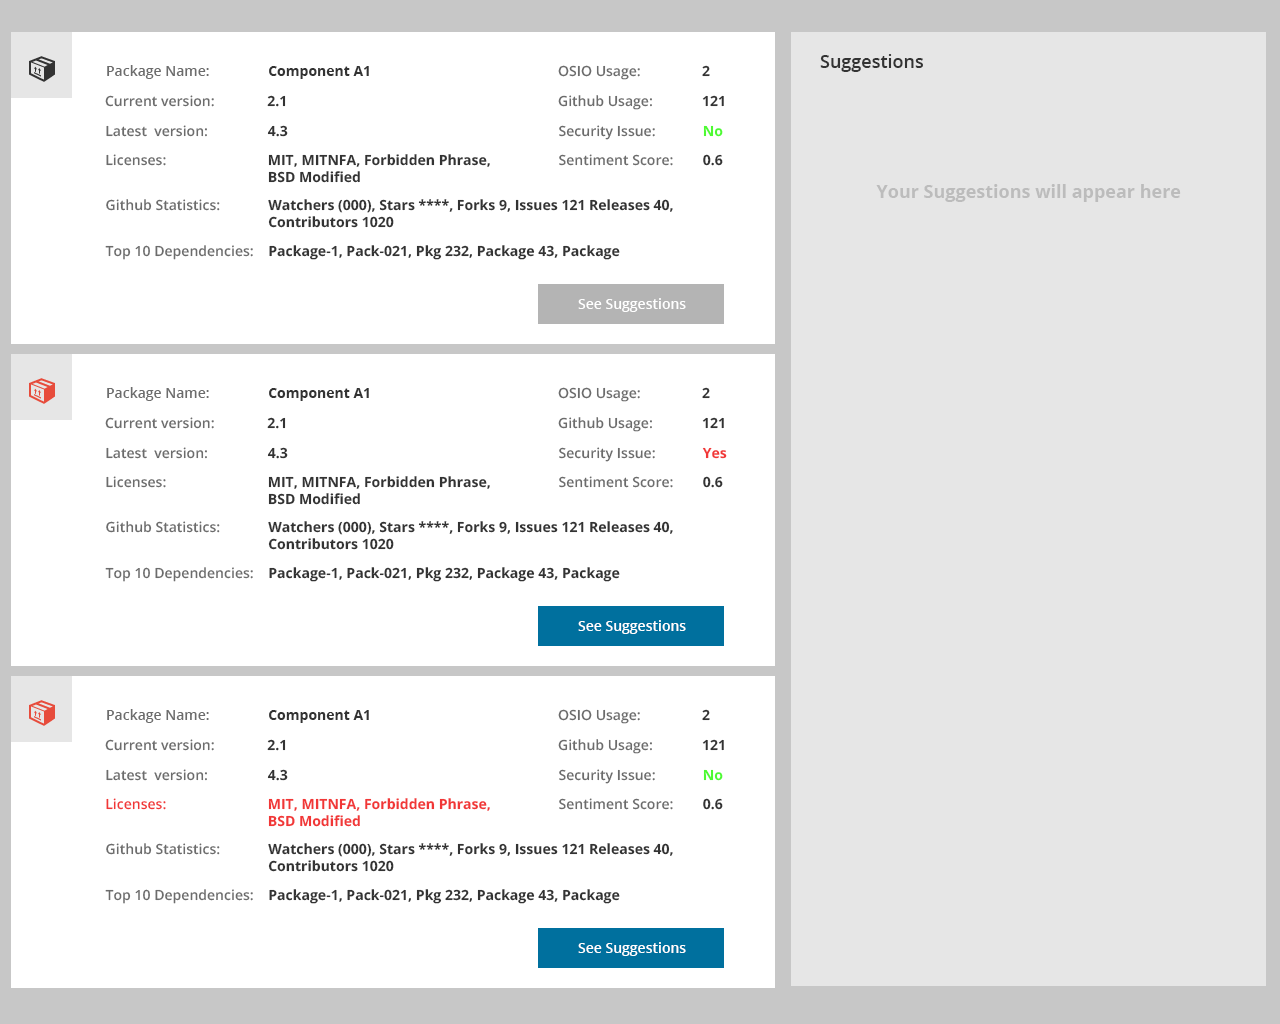 Package Name: Component A1 OSIO Usage: 2
Current version: 2.1 Github Usage: 121
Latest version: 4.3 Security Issue: No
Licenses: MIT, MITNFA, Forbidden Phrase, Sentiment Score: 0.6
BSD Modified
Github Statistics: Watchers (000), Stars ****, Forks 9, Issues 121 Releases 40,
Contributors 1020
Top 10 Dependencies: Package-1, Pack-021, Pkg 232, Package 43, Package
See Suggestions
Package Name: Component A1 OSIO Usage: 2
Current version: 2.1 Github Usage: 121
Latest version: 4.3 Security Issue: Yes
Licenses: MIT, MITNFA, Forbidden Phrase, Sentiment Score: 0.6
BSD Modified
Github Statistics: Watchers (000), Stars ****, Forks 9, Issues 121 Releases 40,
Contributors 1020
Top 10 Dependencies: Package-1, Pack-021, Pkg 232, Package 43, Package
See Suggestions
Package Name: Component A1 OSIO Usage: 2
Current version: 2.1 Github Usage: 121
Latest version: 4.3 Security Issue: No
Licenses: MIT, MITNFA, Forbidden Phrase, Sentiment Score: 0.6
BSD Modified
Github Statistics: Watchers (000), Stars ****, Forks 9, Issues 121 Releases 40,
Contributors 1020
Top 10 Dependencies: Package-1, Pack-021, Pkg 232, Package 43, Package
See Suggestions
Suggestions
Your Suggestions will appear here